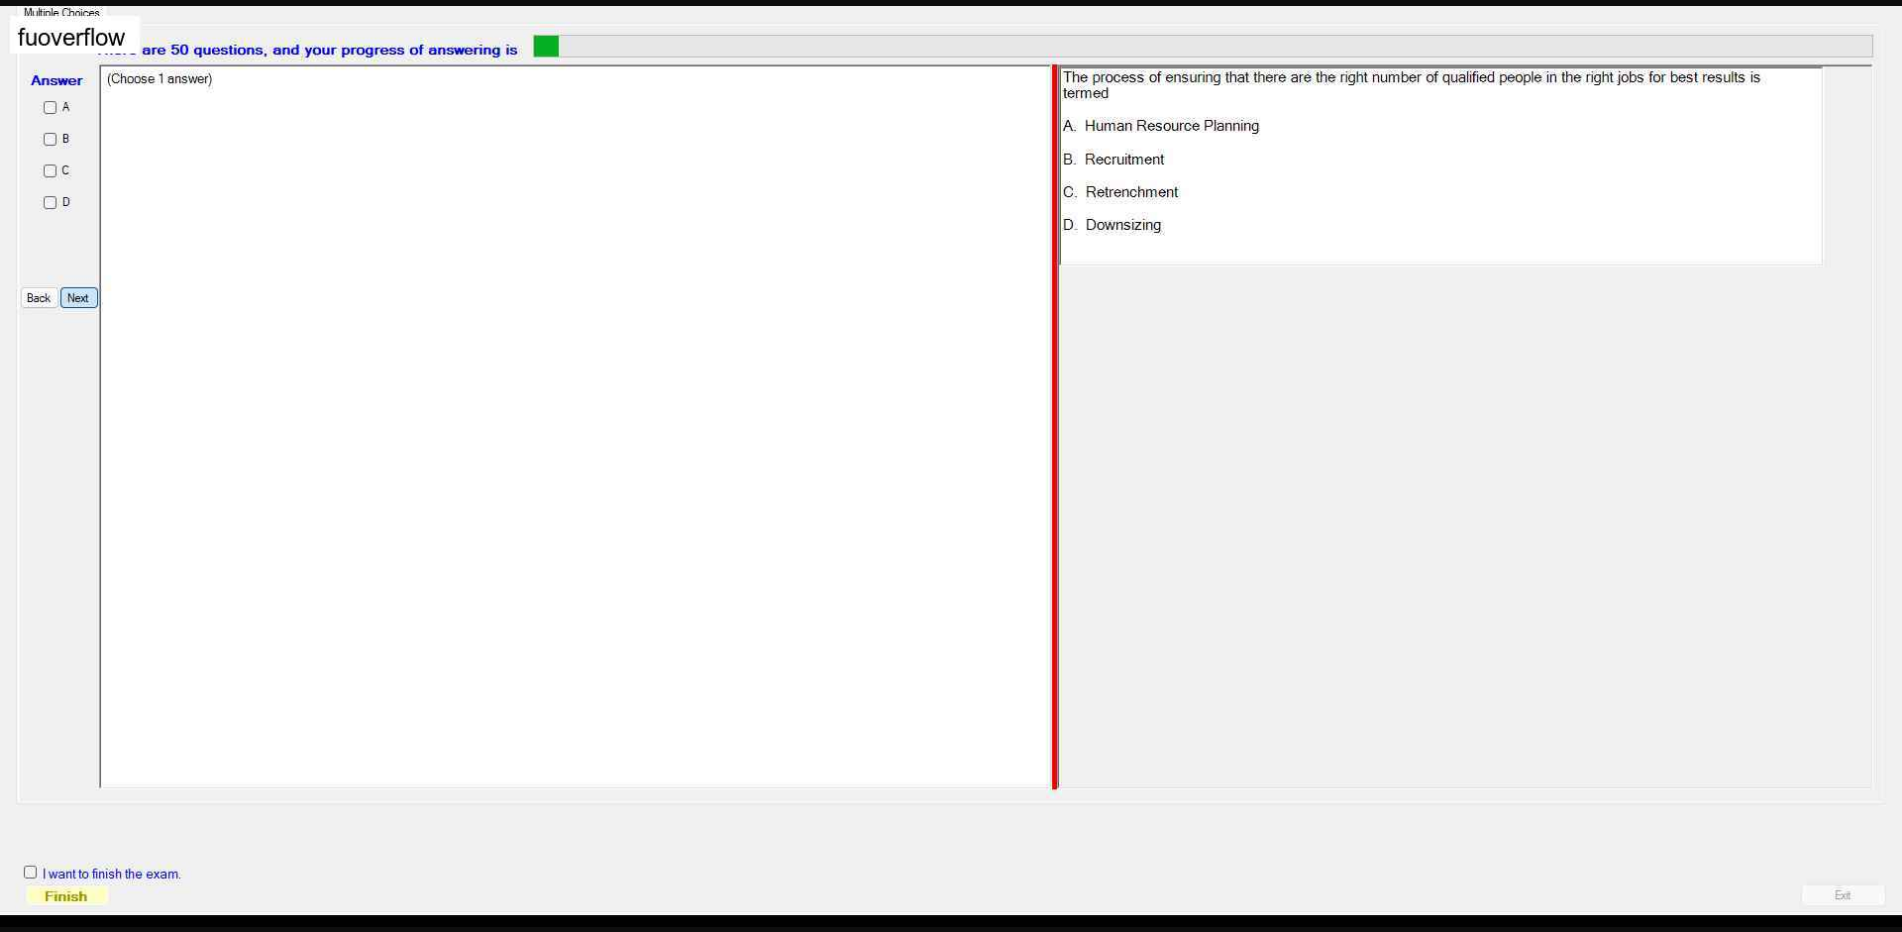 Multiple Choices
fuoverflow
are 50 questions, and your progress of answering is
Answer
A
B
C
D
Back
Next
(Choose 1 answer)
The process of ensuring that there are the right number of qualified people in the right jobs for best results is
termed
A. Human Resource Planning
B. Recruitment
C. Retrenchment
D. Downsizing
I want to finish the exam.
Finish
Exit